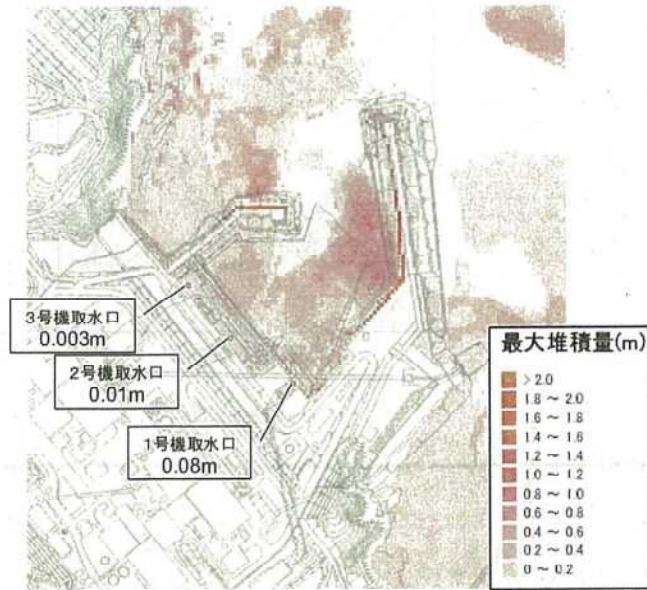 3号機取水口
0.003m
2号機取水口
0.01m
1号機取水口
0.08m
最大堆積量(m)
> 2.0
1.8 ~ 2.0
1.6 ~ 1.8
1.4 ~ 1.6
1.2 ~ 1.4
1.0 ~ 1.2
0.8 ~ 1.0
0.6 ~ 0.8
0.4 ~ 0.6
0.2 ~ 0.4
0 ~ 0.2